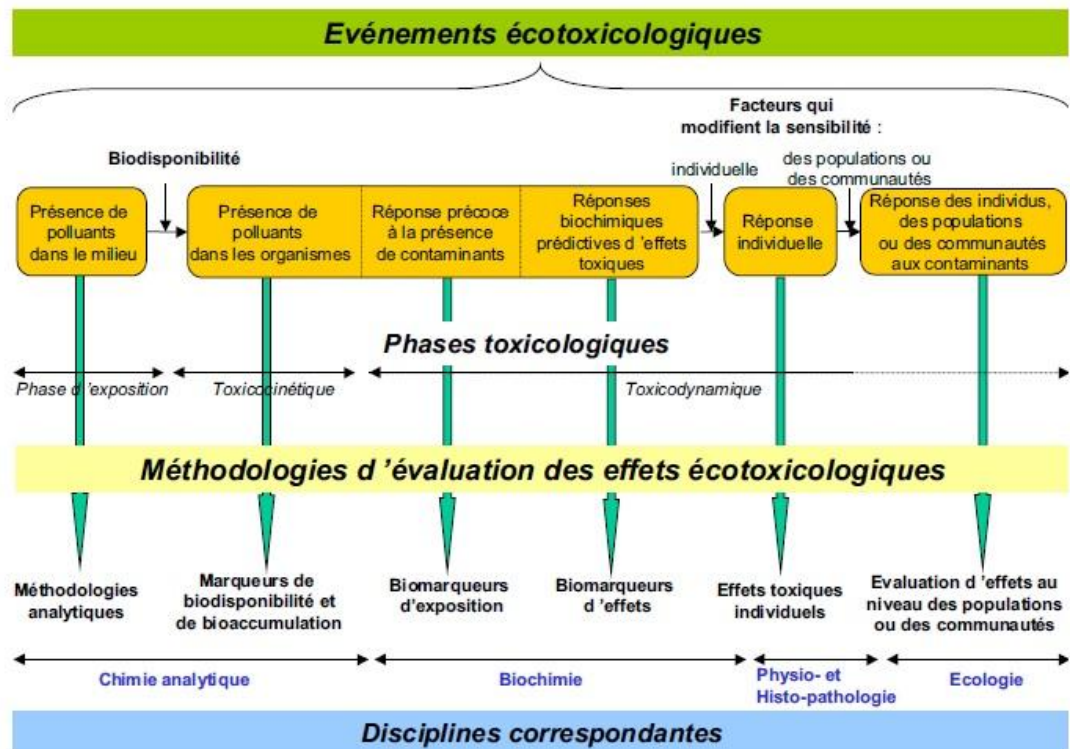 Evénements écotoxicologiques
Facteurs qui
modifient la sensibilité :
Biodisponibilité
individuelle
des populations ou
des communautés
Présence de
polluants
dans le milieu
Présence de
polluants
dans les organismes
Réponse précoce
à la présence
de contaminants
Réponses
biochimiques
prédictives d 'effets
toxiques
Réponse
individuelle
Réponse des individus,
des populations
ou des communautés
aux contaminants
Phases toxicologiques
Phase d 'exposition
Toxicocinétique
Toxicodynamique
Méthodologies d 'évaluation des effets écotoxicologiques
Méthodologies
analytiques
Marqueurs de
biodisponibilité et
de bioaccumulation
Biomarqueurs
d'exposition
Biomarqueurs
d 'effets
Effets toxiques
individuels
Evaluation d 'effets au
niveau des populations
ou des communautés
Chimie analytique
Biochimie
Physio- et
Histo-pathologie
Ecologie
Disciplines correspondantes